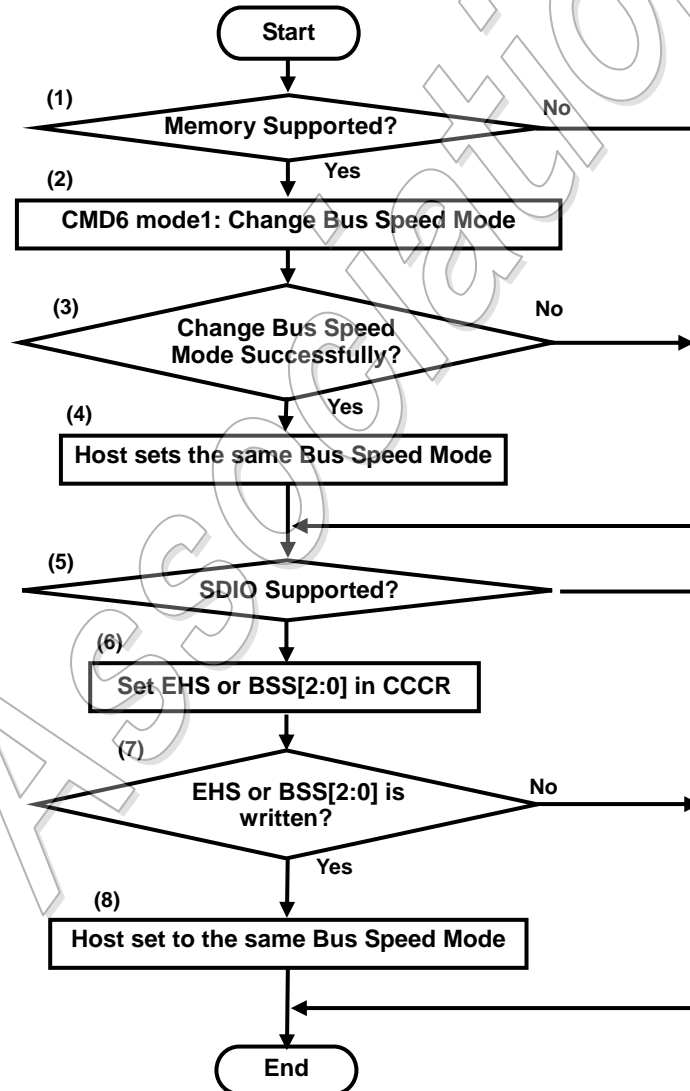 Start
(1)
Memory Supported?
No
Yes
(2)
CMD6 mode1: Change Bus Speed Mode
(3)
Change Bus Speed
Mode Successfully?
No
Yes
(4)
Host sets the same Bus Speed Mode
(5)
SDIO Supported?
(6)
Set EHS or BSS[2:0] in CCCR
(7)
EHS or BSS[2:0] is
written?
No
Yes
(8)
Host set to the same Bus Speed Mode
End
Association